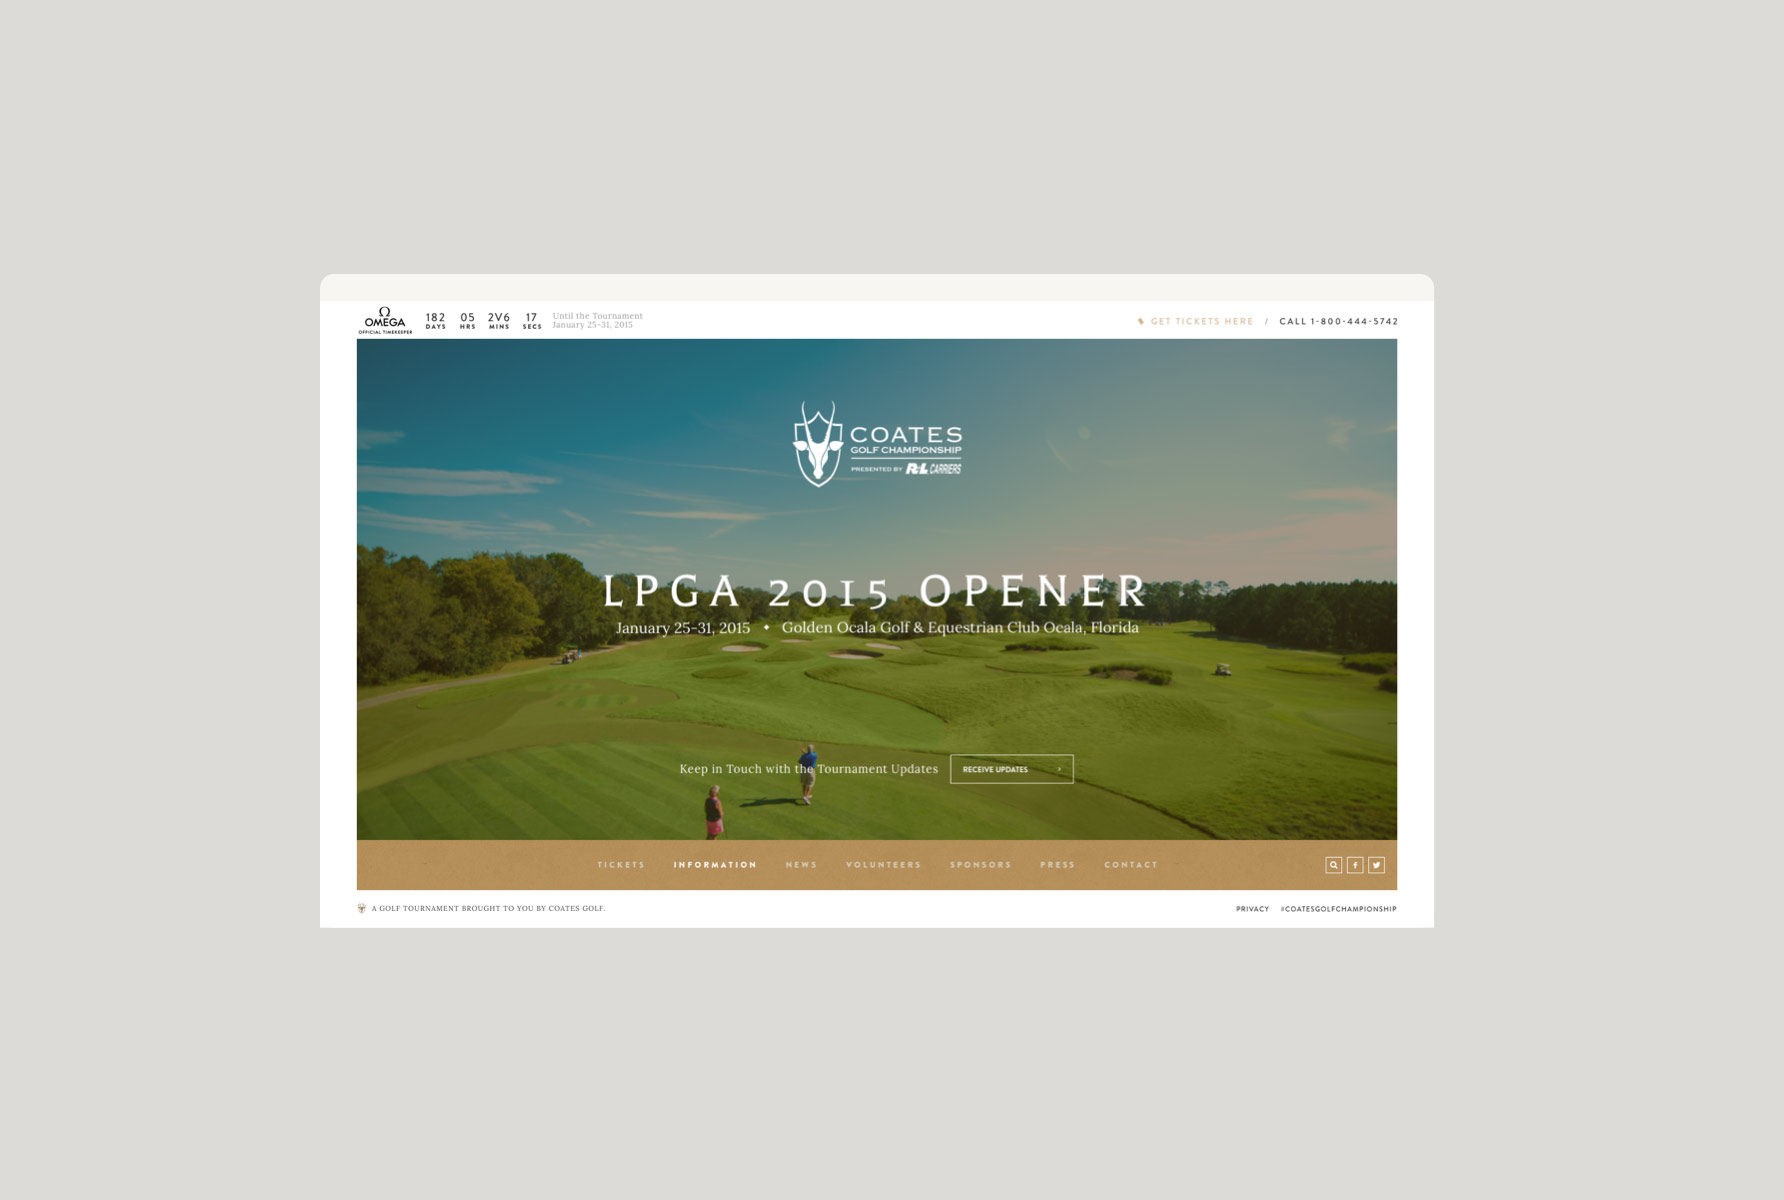 OMEGA
OFFICIAL TIMEKEEPER
182 05 2V6 17
DAYS HRS MINS SECS
Until the Tournament
January 25-31, 2015
GET TICKETS HERE / CALL 1-800-444-5742
COATES
GOLF CHAMPIONSHIP
PRESENTED BY R+L CARRIERS
LPGA 2015 OPENER
January 25-31, 2015 • Golden Ocala Golf & Equestrian Club Ocala, Florida
Keep in Touch with the Tournament Updates RECEIVE UPDATES ›
TICKETS INFORMATION NEWS VOLUNTEERS SPONSORS PRESS CONTACT
A GOLF TOURNAMENT BROUGHT TO YOU BY COATES GOLF.
PRIVACY #COATESGOLFCHAMPIONSHIP